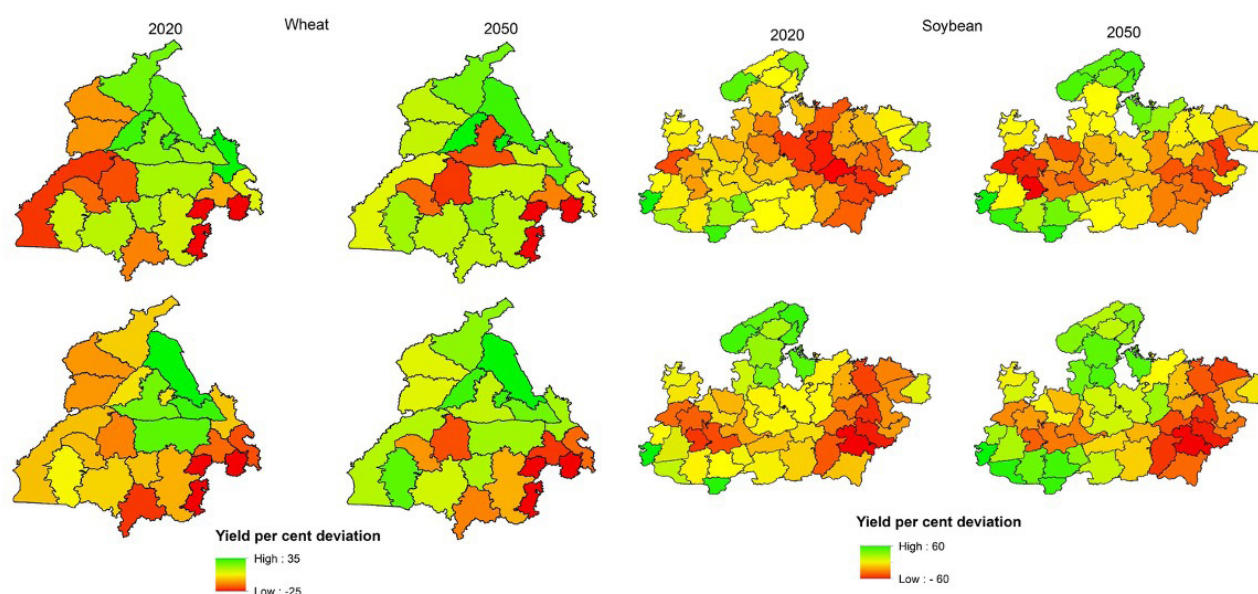 Wheat
2020
2050
Soybean
2020
2050
Yield per cent deviation
High : 35
Low : -25
Yield per cent deviation
High : 60
Low : - 60